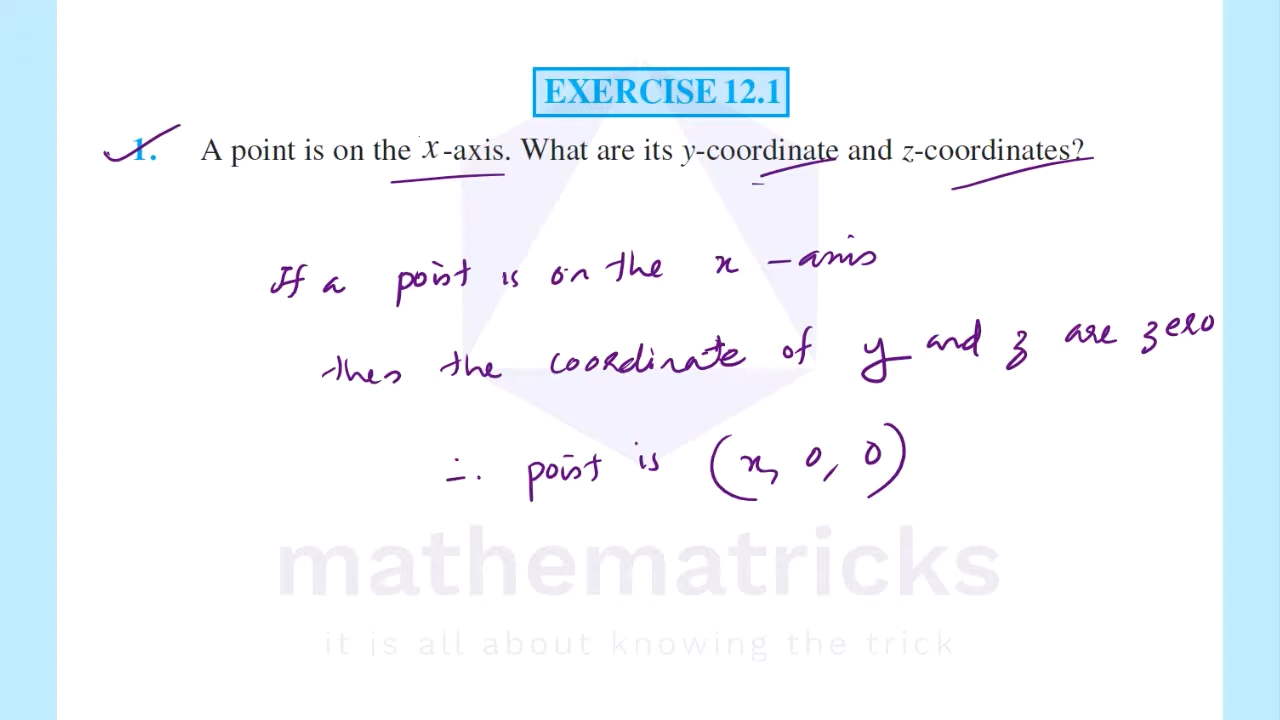 EXERCISE 12.1
1. A point is on the x-axis. What are its y-coordinate and z-coordinates?
If a point is on the x-axis
then the coordinate of y and z are zero
∴ point is (x, 0, 0)
mathematricks
it is all about knowing the trick